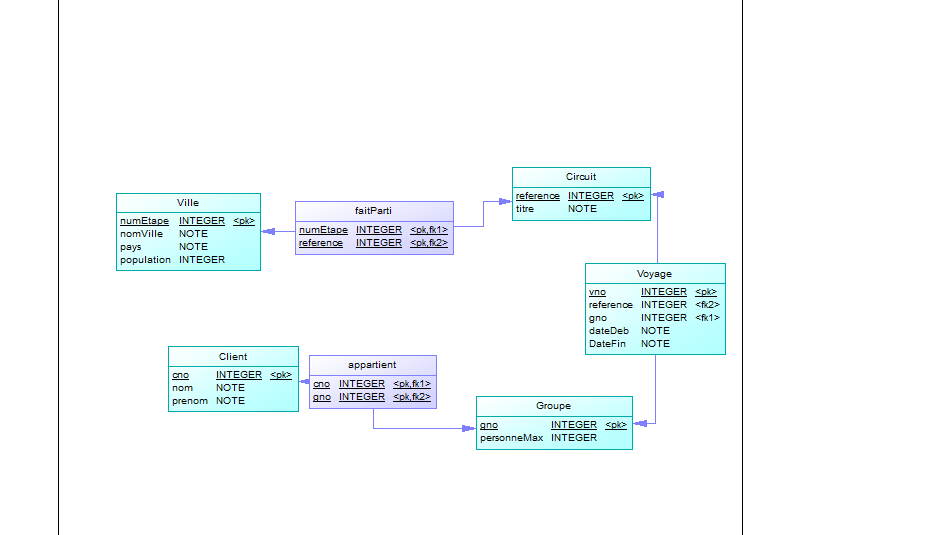 Circuit
reference INTEGER <pk>
titre NOTE
Ville
numEtape INTEGER <pk>
nomVille NOTE
pays NOTE
population INTEGER
faitParti
numEtape INTEGER <pk,fk1>
reference INTEGER <pk,fk2>
Voyage
vno INTEGER <pk>
reference INTEGER <fk2>
gno INTEGER <fk1>
dateDeb NOTE
DateFin NOTE
Client
cno INTEGER <pk>
nom NOTE
prenom NOTE
appartient
cno INTEGER <pk,fk1>
gno INTEGER <pk,fk2>
Groupe
gno INTEGER <pk>
personneMax INTEGER